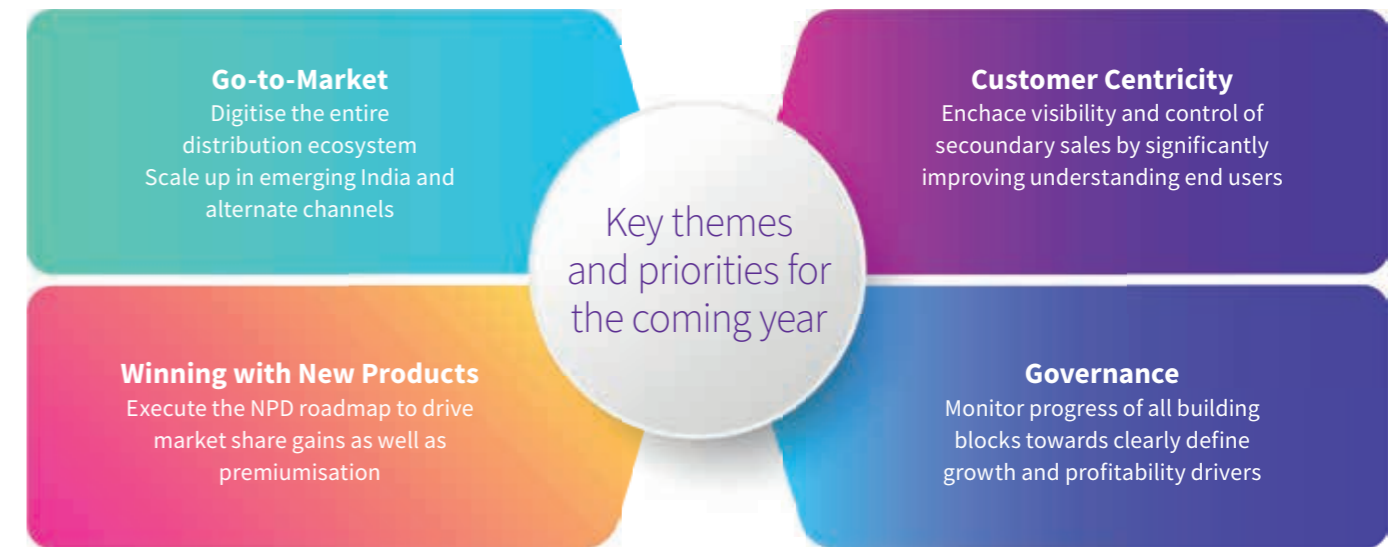 Go-to-Market
Digitise the entire
distribution ecosystem
Scale up in emerging India and
alternate channels
Customer Centricity
Enchace visibility and control of
secoundary sales by significantly
improving understanding end users
Key themes
and priorities for
the coming year
Winning with New Products
Execute the NPD roadmap to drive
market share gains as well as
premiumisation
Governance
Monitor progress of all building
blocks towards clearly define
growth and profitability drivers